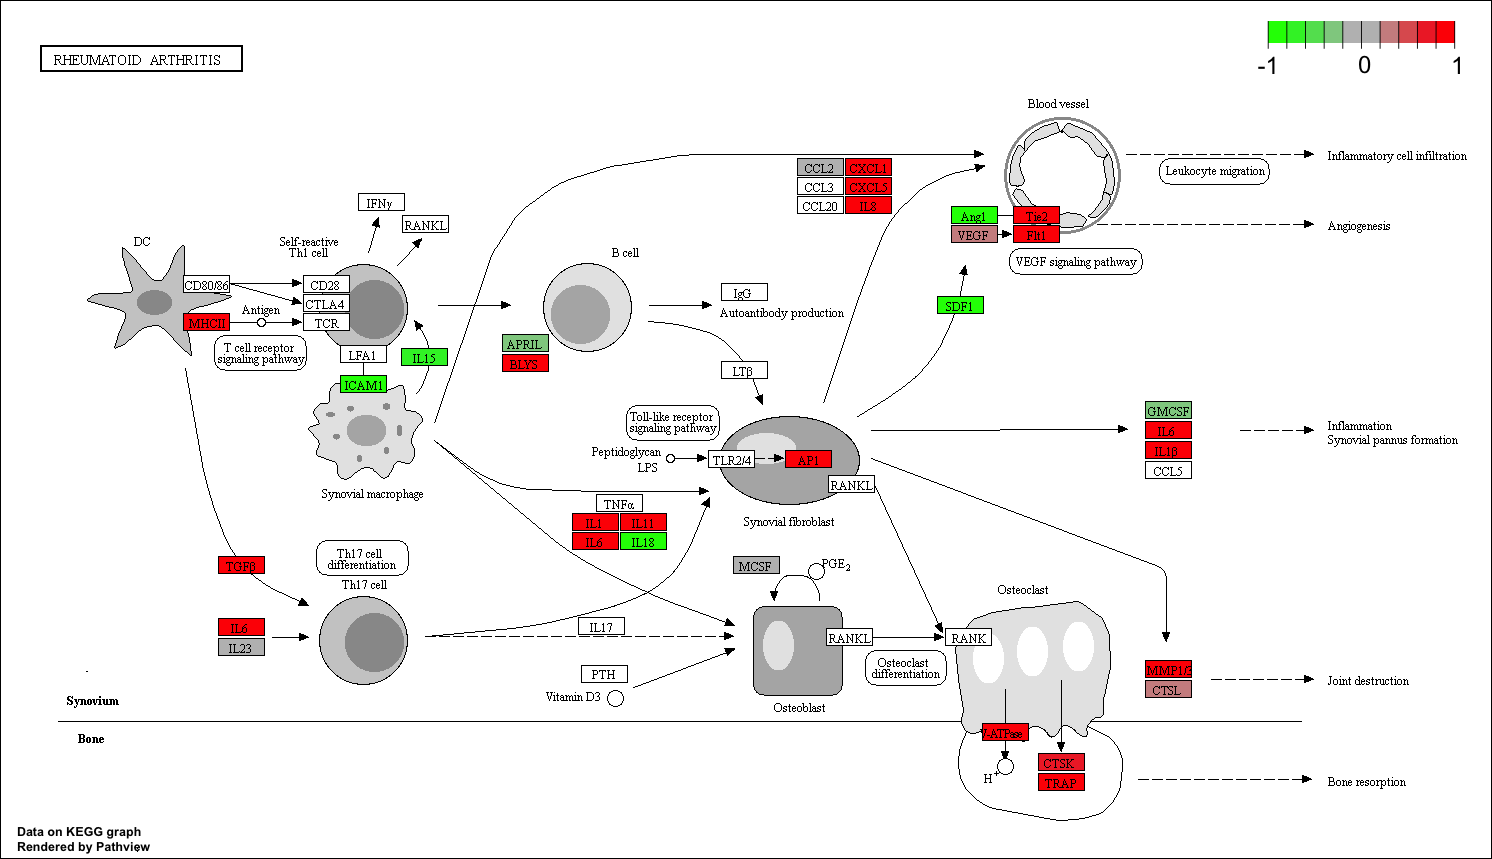 RHEUMATOID ARTHRITIS
-1 0 1
Blood vessel
Inflammatory cell infiltration
Leukocyte migration
CCL2 CXCL1
CCL3 CXCL5
CCL20 IL8
IFNγ
RANKL
Ang1 Tie2
VEGF Flt1
Angiogenesis
VEGF signaling pathway
DC
Self-reactive
Th1 cell
B cell
CD80/86 CD28
CTLA4
Antigen
MHCII TCR
T cell receptor
signaling pathway
LFA1
IL15
ICAM1
IgG
Autoantibody production
SDF1
APRIL
BLYS
LTβ
Toll-like receptor
signaling pathway
Peptidoglycan
LPS
TLR2/4 AP1
RANKL
Synovial fibroblast
GMCSF
IL6
IL1β
CCL5
Inflammation
Synovial pannus formation
Synovial macrophage
TNFα
IL1 IL11
IL6 IL18
TGFβ
Th17 cell
differentiation
Th17 cell
IL6
IL23
MCSF
PGE2
IL17
RANKL RANK
Osteoclast
Osteoclast
differentiation
PTH
Vitamin D3
Osteoblast
MMP1/3
CTSL
Joint destruction
Synovium
Bone
V-ATPase
H+
CTSK
TRAP
Bone resorption
Data on KEGG graph
Rendered by Pathview